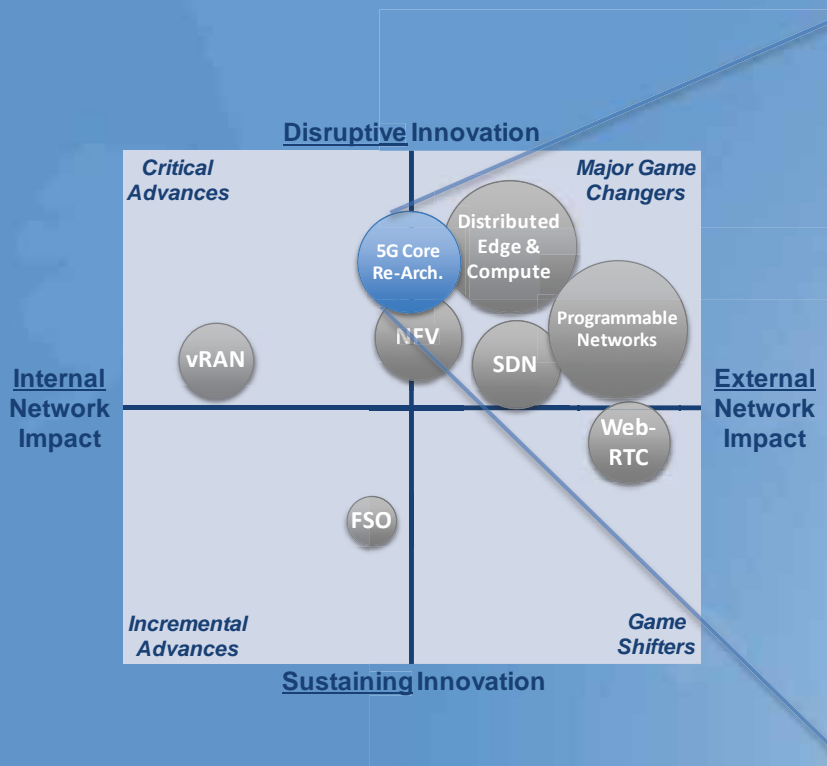 Disruptive Innovation
Critical
Advances
Major Game
Changers
Distributed
Edge &
Compute
5G Core
Re-Arch.
Programmable
Networks
NFV
SDN
vRAN
Internal
Network
Impact
External
Network
Impact
Web-
RTC
FSO
Incremental
Advances
Game
Shifters
Sustaining Innovation